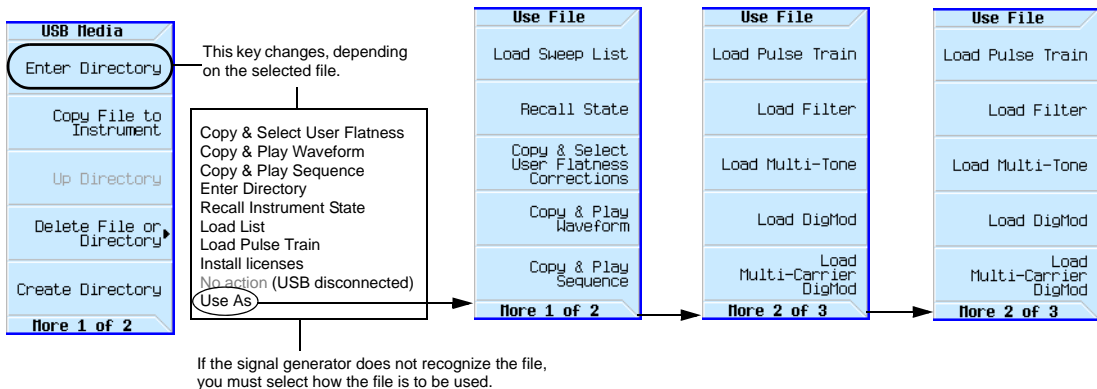 USB Media
Enter Directory
Copy File to
Instrument
Up Directory
Delete File or
Directory
Create Directory
More 1 of 2
This key changes, depending
on the selected file.
Copy & Select User Flatness
Copy & Play Waveform
Copy & Play Sequence
Enter Directory
Recall Instrument State
Load List
Load Pulse Train
Install licenses
No action (USB disconnected)
Use As
If the signal generator does not recognize the file,
you must select how the file is to be used.
Use File
Load Sweep List
Recall State
Copy & Select
User Flatness
Corrections
Copy & Play
Waveform
Copy & Play
Sequence
More 1 of 2
Use File
Load Pulse Train
Load Filter
Load Multi-Tone
Load DigMod
Load
Multi-Carrier
DigMod
More 2 of 3
Use File
Load Pulse Train
Load Filter
Load Multi-Tone
Load DigMod
Load
Multi-Carrier
DigMod
More 2 of 3